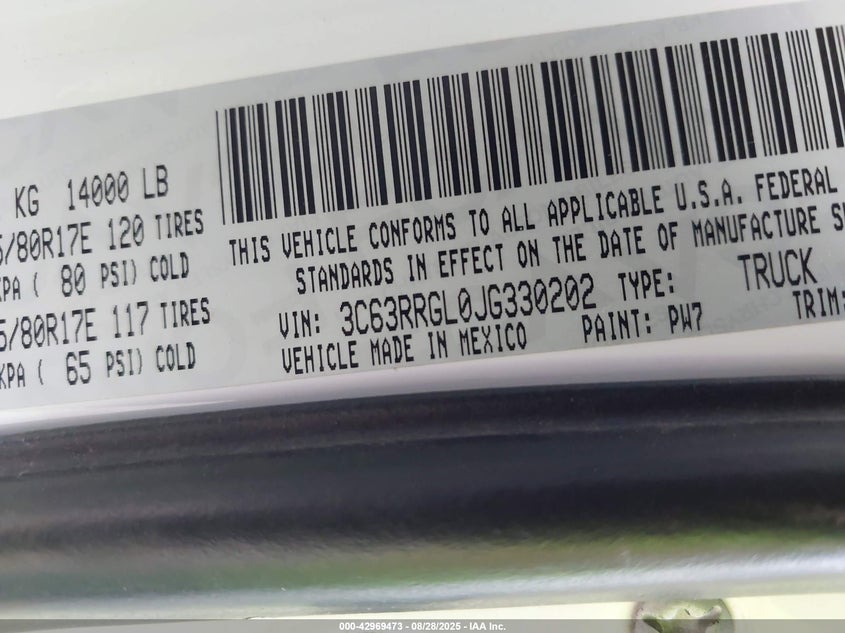 KG 14000 LB
/80R17E 120 TIRES
KPA ( 80 PSI) COLD
/80R17E 117 TIRES
KPA ( 65 PSI) COLD
THIS VEHICLE CONFORMS TO ALL APPLICABLE U.S.A. FEDERAL
STANDARDS IN EFFECT ON THE DATE OF MANUFACTURE
VIN: 3C63RRGL0JG330202 TYPE: TRUCK
VEHICLE MADE IN MEXICO PAINT: PW7 TRIM:
000-42969473 - 08/28/2025 - IAA Inc.